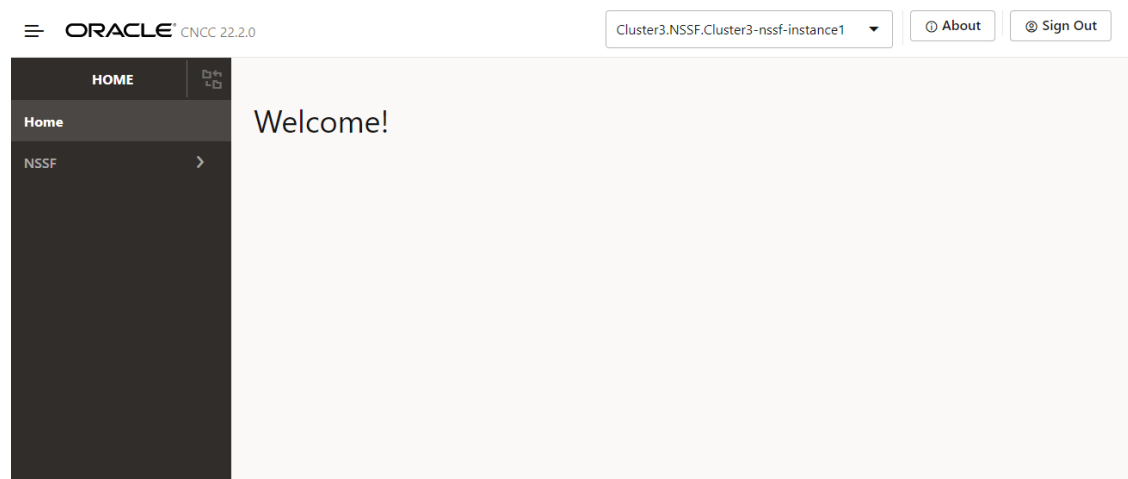 ORACLE® CNCC 22.2.0
Cluster3.NSSF.Cluster3-nssf-instance1
About
Sign Out
HOME
Home
NSSF
Welcome!